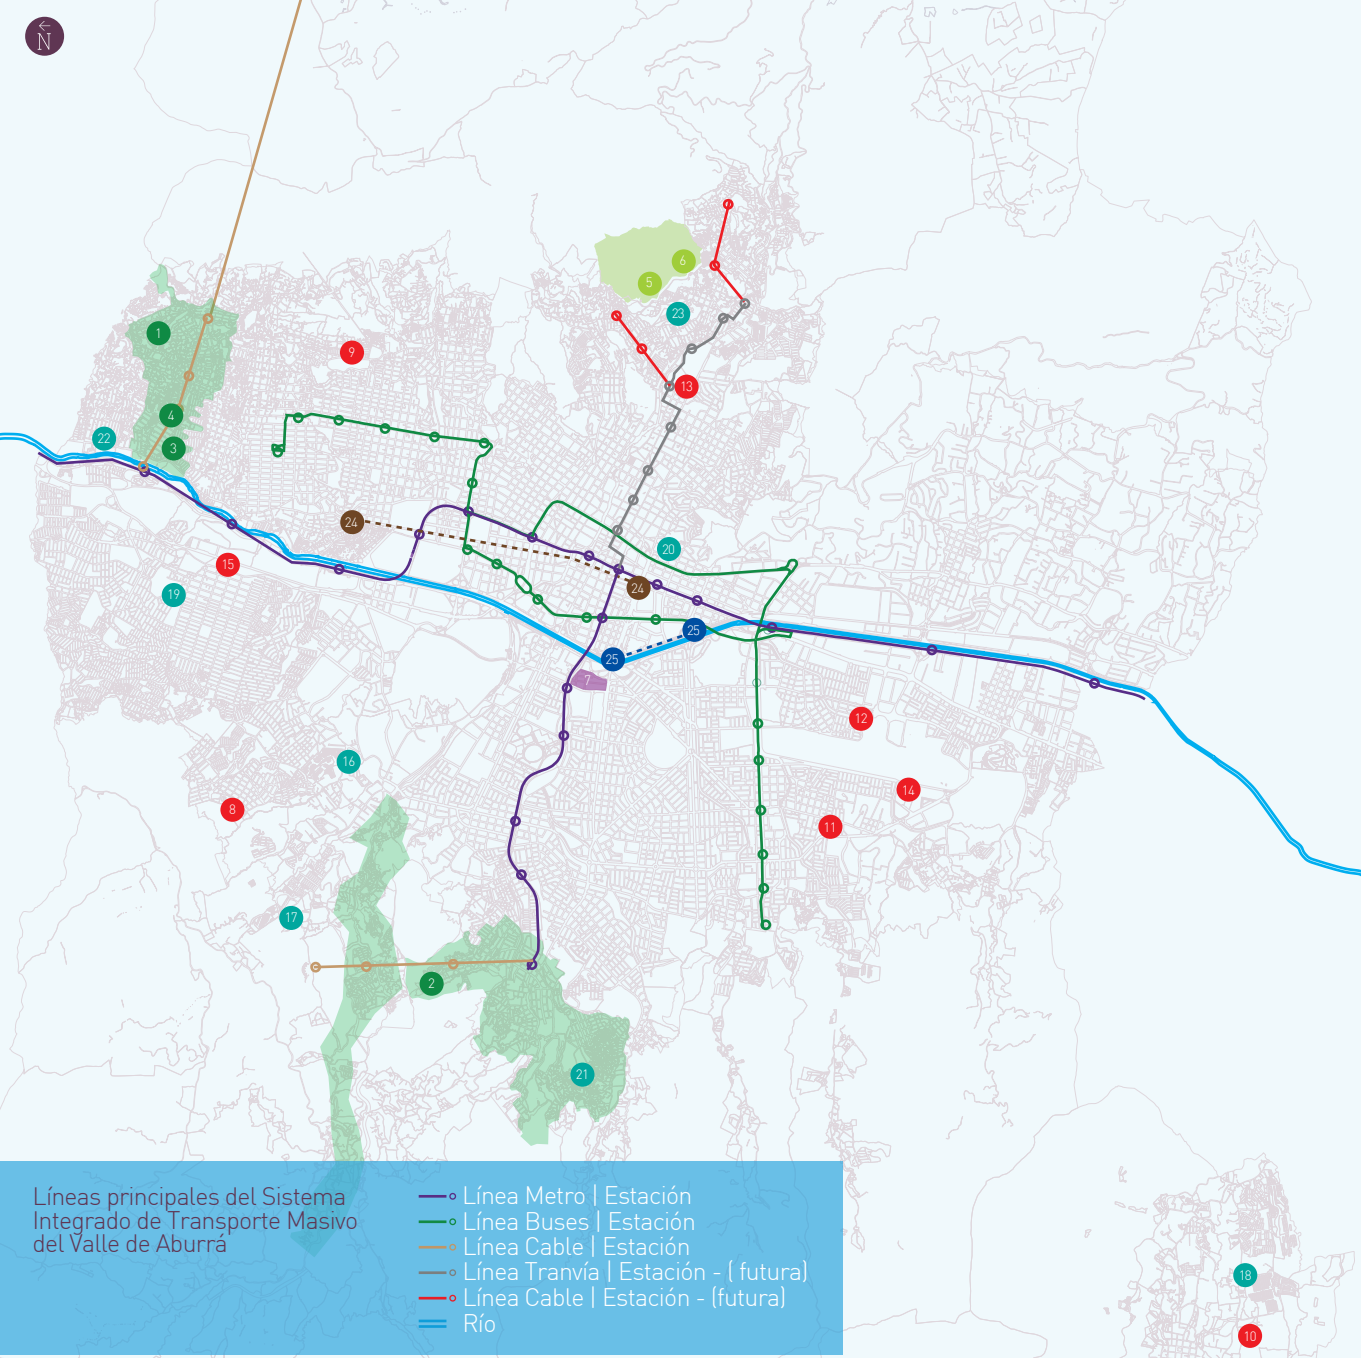 N
6
5
23
1
9
13
4
22
3
24
20
15
24
19
25
25
7
12
16
14
8
11
17
2
21
Líneas principales del Sistema
Integrado de Transporte Masivo
del Valle de Aburrá
Línea Metro | Estación
Línea Buses | Estación
Línea Cable | Estación
Línea Tranvía | Estación - ( futura)
Línea Cable | Estación - (futura)
Río
18
10